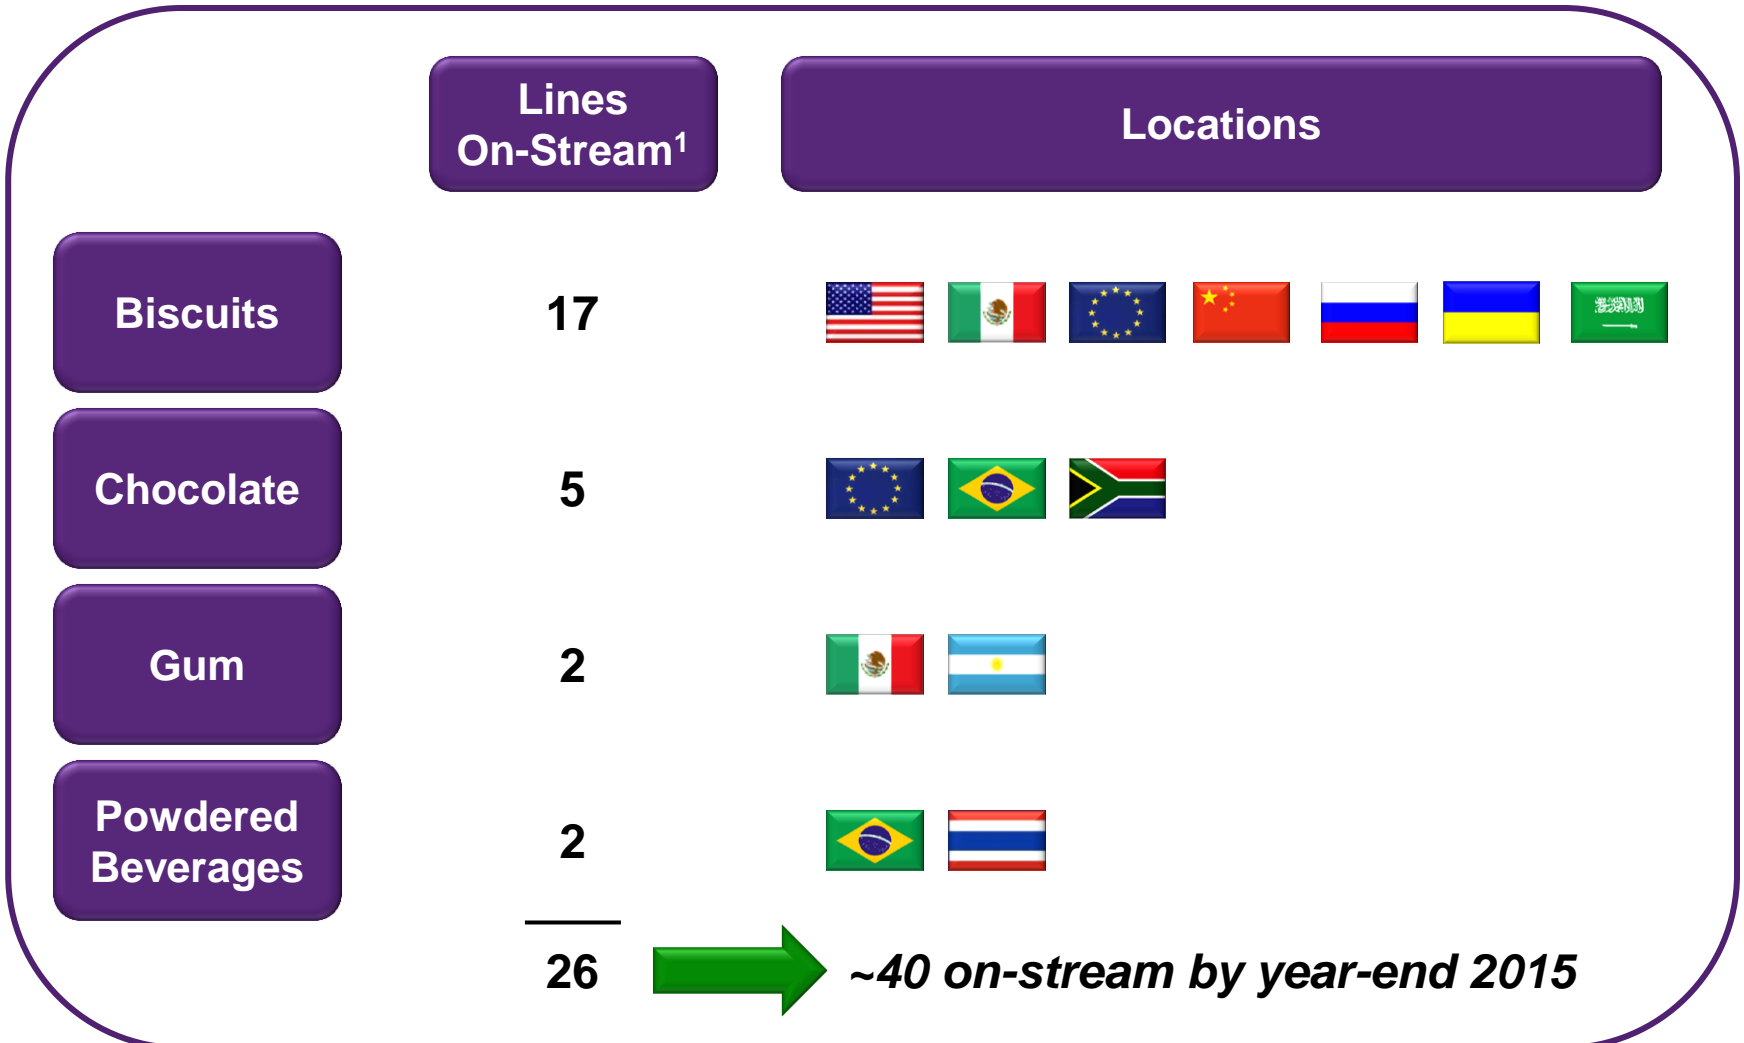 Lines
On-Stream¹
Locations
Biscuits
17
Chocolate
5
Gum
2
Powdered
Beverages
2
26
~40 on-stream by year-end 2015